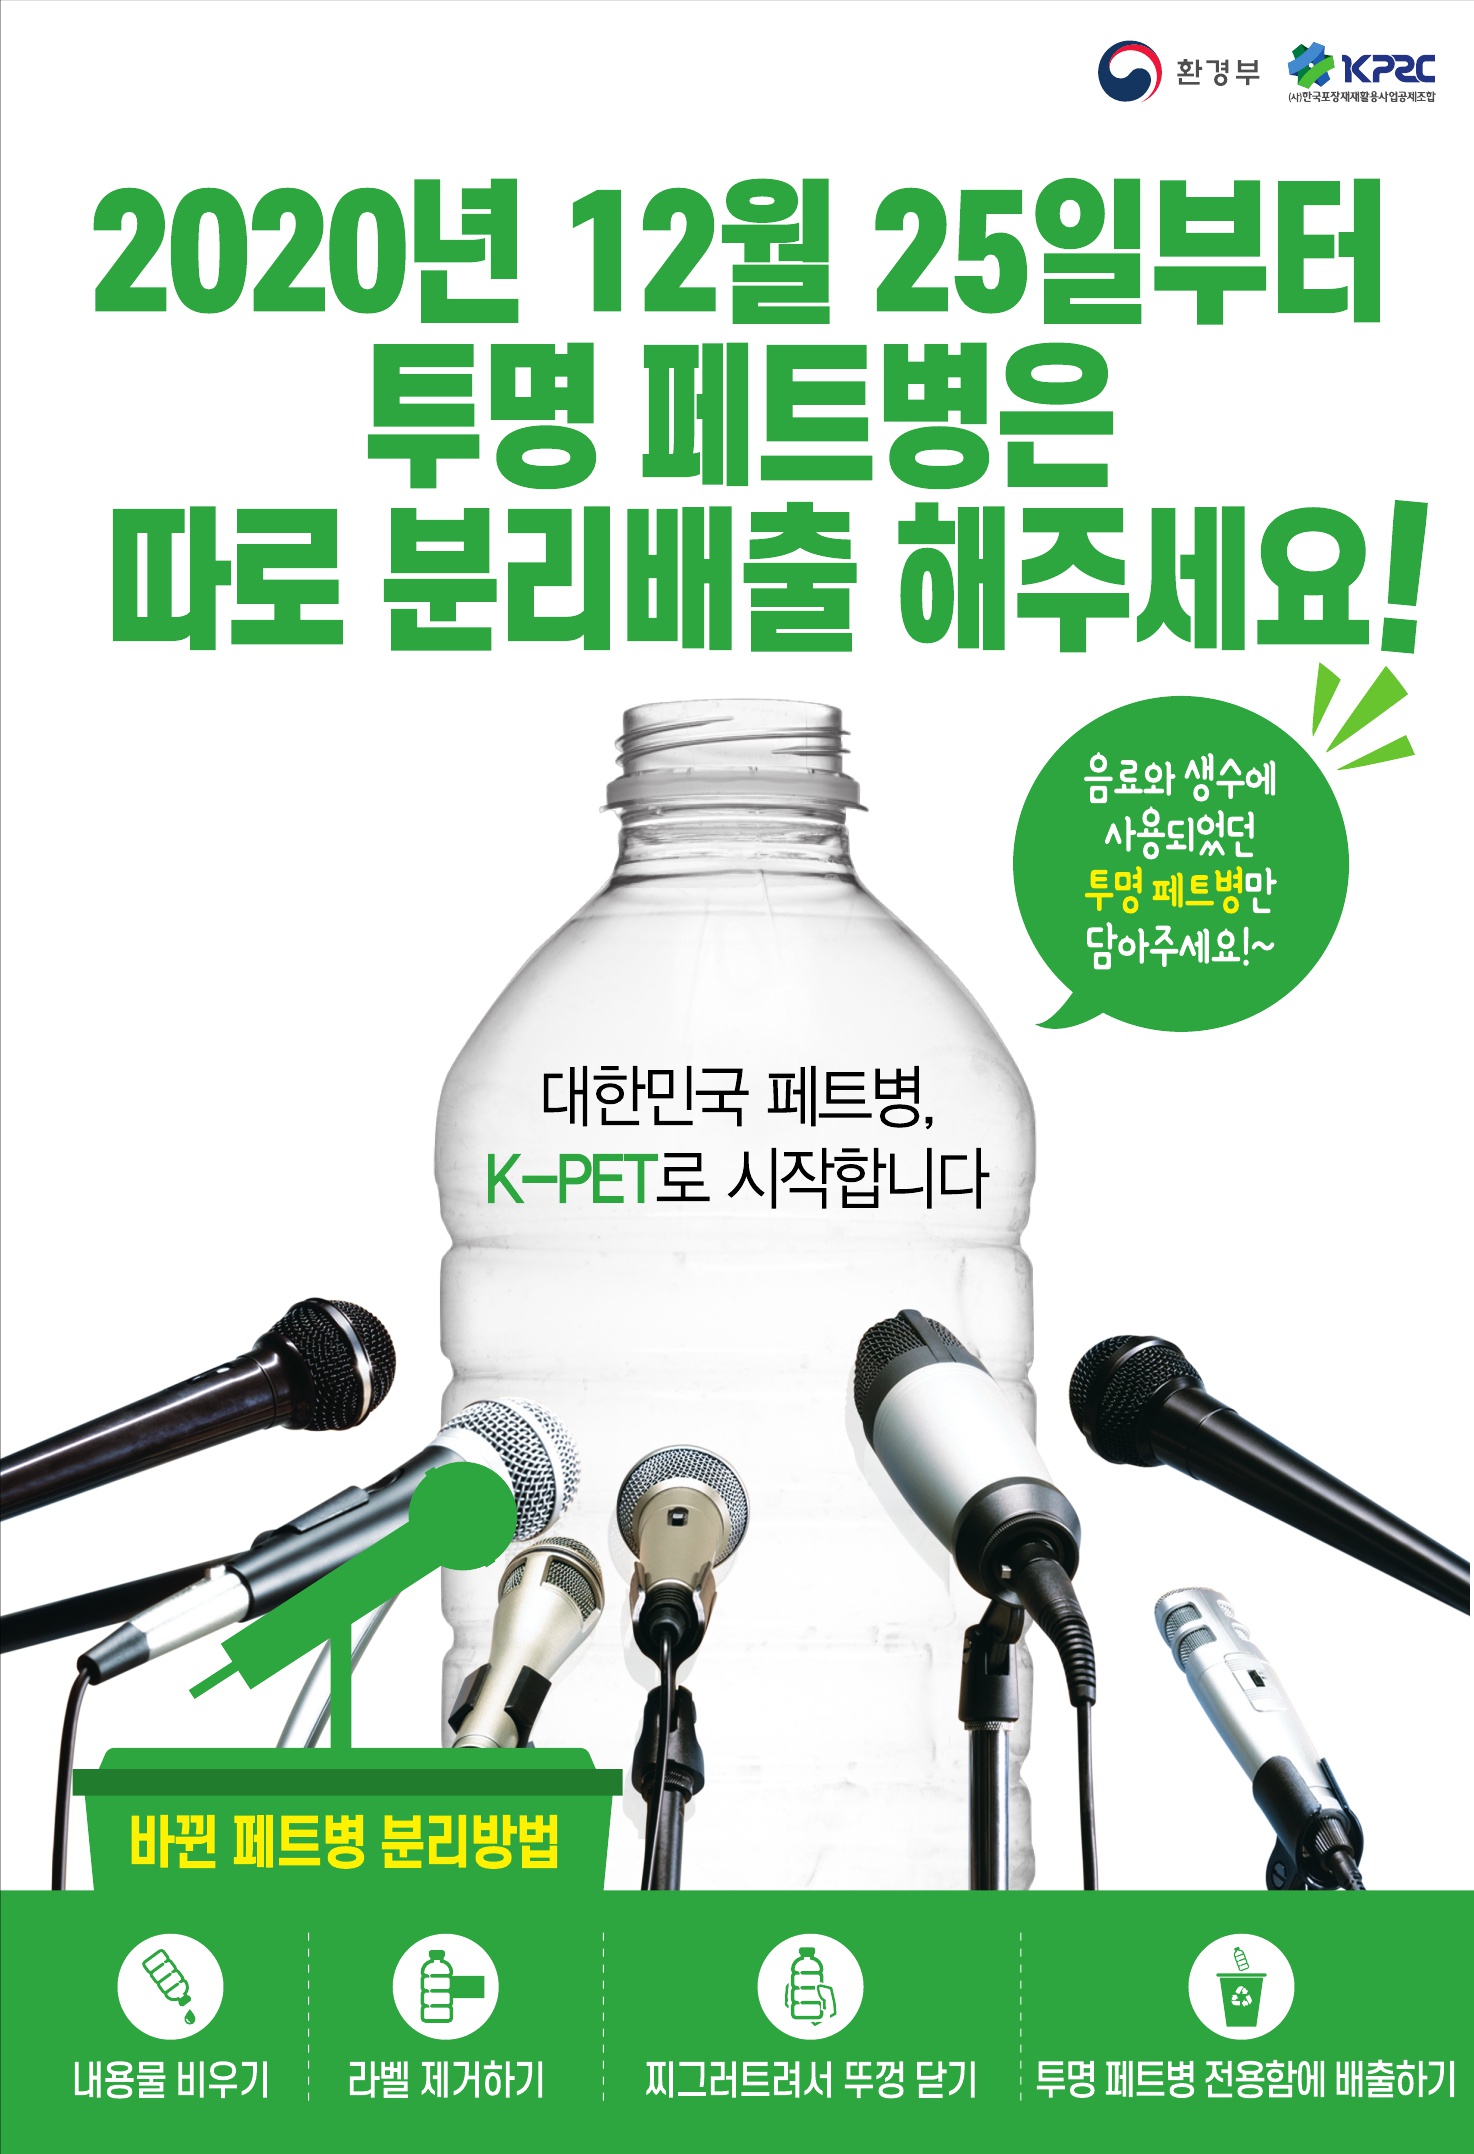 환경부
KPRC
(사)한국포장재재활용사업공제조합
2020년 12월 25일부터
투명 페트병은
따로 분리배출 해주세요!
음료와 생수에
사용되었던
투명 페트병만
담아주세요!~
대한민국 페트병,
K-PET로 시작합니다
바뀐 페트병 분리방법
내용물 비우기
라벨 제거하기
찌그러트려서 뚜껑 닫기
투명 페트병 전용함에 배출하기